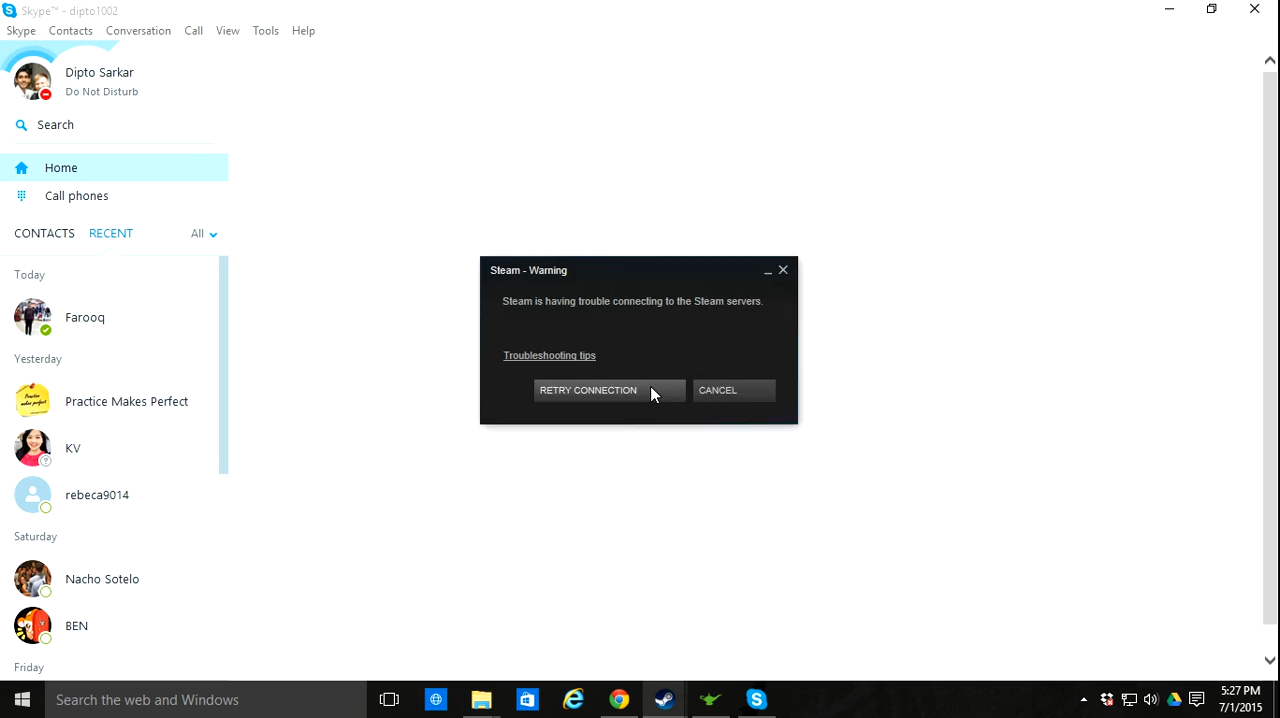 Skype™ - dipto1002
Skype Contacts Conversation Call View Tools Help
Dipto Sarkar
Do Not Disturb
Search
Home
Call phones
CONTACTS RECENT All
Today
Farooq
Yesterday
Practice Makes Perfect
KV
rebeca9014
Saturday
Nacho Sotelo
BEN
Friday
Steam - Warning
Steam is having trouble connecting to the Steam servers.
Troubleshooting tips
RETRY CONNECTION CANCEL
Search the web and Windows
5:27 PM
7/1/2015